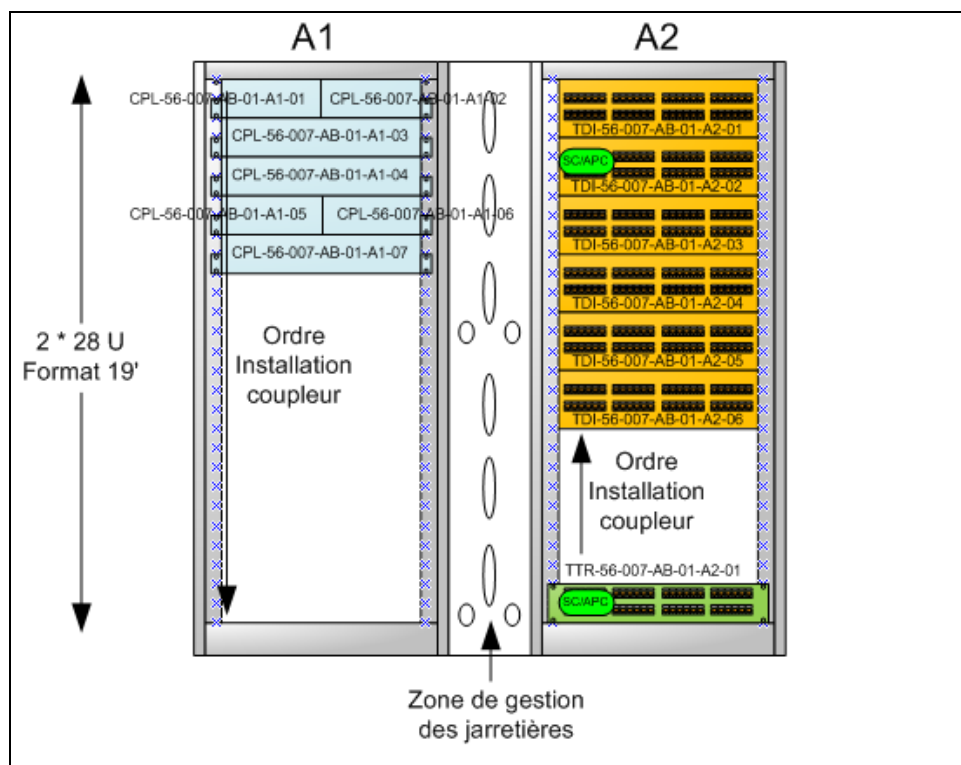 A1
A2
CPL-56-007-AB-01-A1-01
CPL-56-007-AB-01-A1-02
CPL-56-007-AB-01-A1-03
CPL-56-007-AB-01-A1-04
CPL-56-007-AB-01-A1-05
CPL-56-007-AB-01-A1-06
CPL-56-007-AB-01-A1-07
TDI-56-007-AB-01-A2-01
SC/APC
TDI-56-007-AB-01-A2-02
TDI-56-007-AB-01-A2-03
TDI-56-007-AB-01-A2-04
TDI-56-007-AB-01-A2-05
TDI-56-007-AB-01-A2-06
2 * 28 U
Format 19'
Ordre
Installation
coupleur
Ordre
Installation
coupleur
TTR-56-007-AB-01-A2-01
SC/APC
Zone de gestion
des jarretières